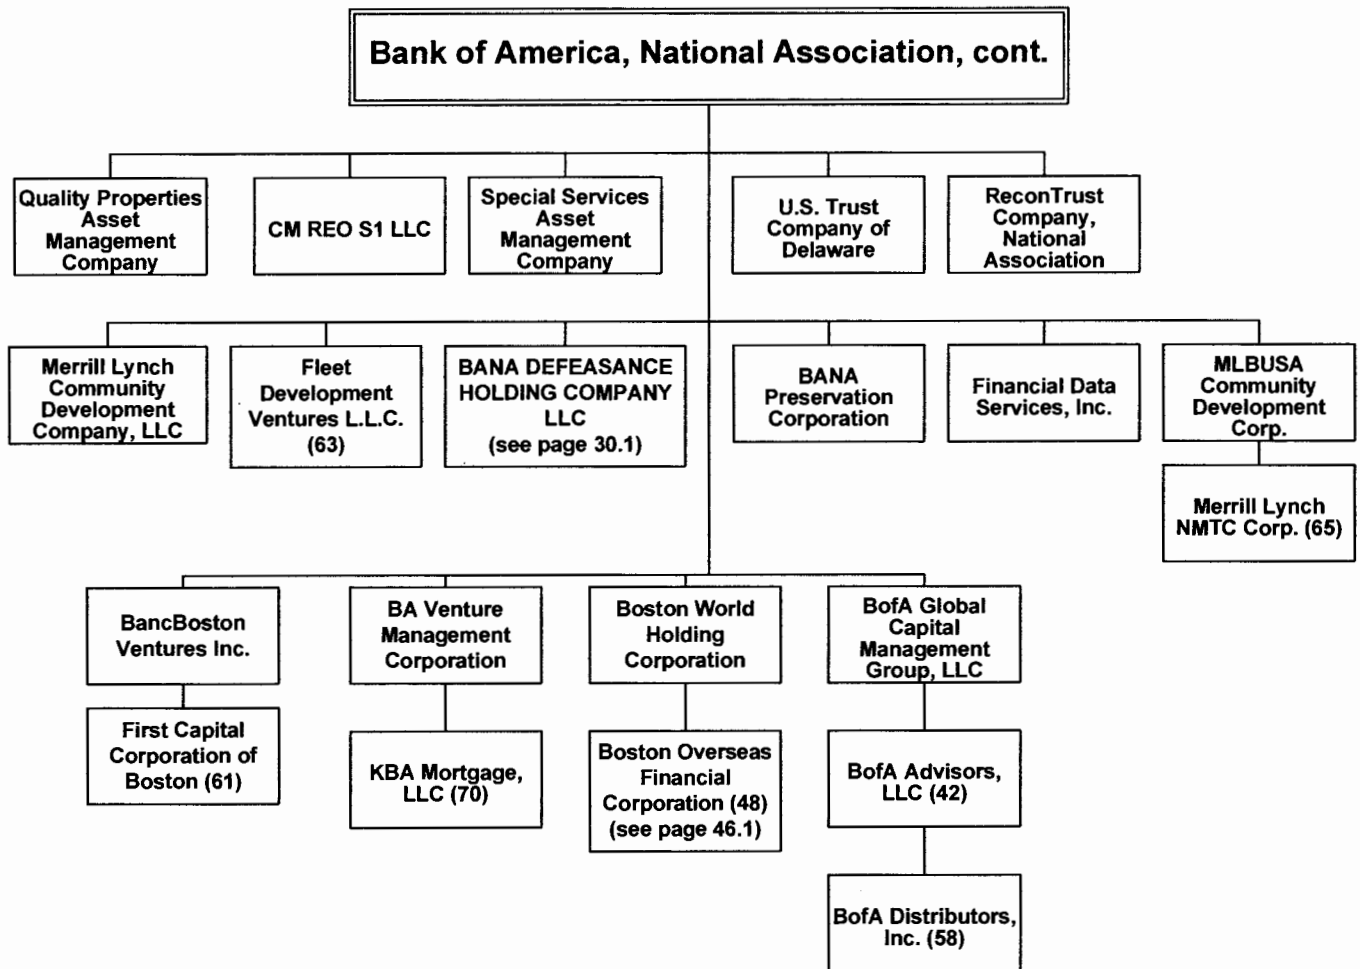 Bank of America, National Association, cont.
Quality Properties
Asset
Management
Company
CM REO S1 LLC
Special Services
Asset
Management
Company
U.S. Trust
Company of
Delaware
ReconTrust
Company,
National
Association
Merrill Lynch
Community
Development
Company, LLC
Fleet
Development
Ventures L.L.C.
(63)
BANA DEFEASANCE
HOLDING COMPANY
LLC
(see page 30.1)
BANA
Preservation
Corporation
Financial Data
Services, Inc.
MLBUSA
Community
Development
Corp.
Merrill Lynch
NMTC Corp. (65)
BancBoston
Ventures Inc.
BA Venture
Management
Corporation
Boston World
Holding
Corporation
BofA Global
Capital
Management
Group, LLC
First Capital
Corporation of
Boston (61)
KBA Mortgage,
LLC (70)
Boston Overseas
Financial
Corporation (48)
(see page 46.1)
BofA Advisors,
LLC (42)
BofA Distributors,
Inc. (58)